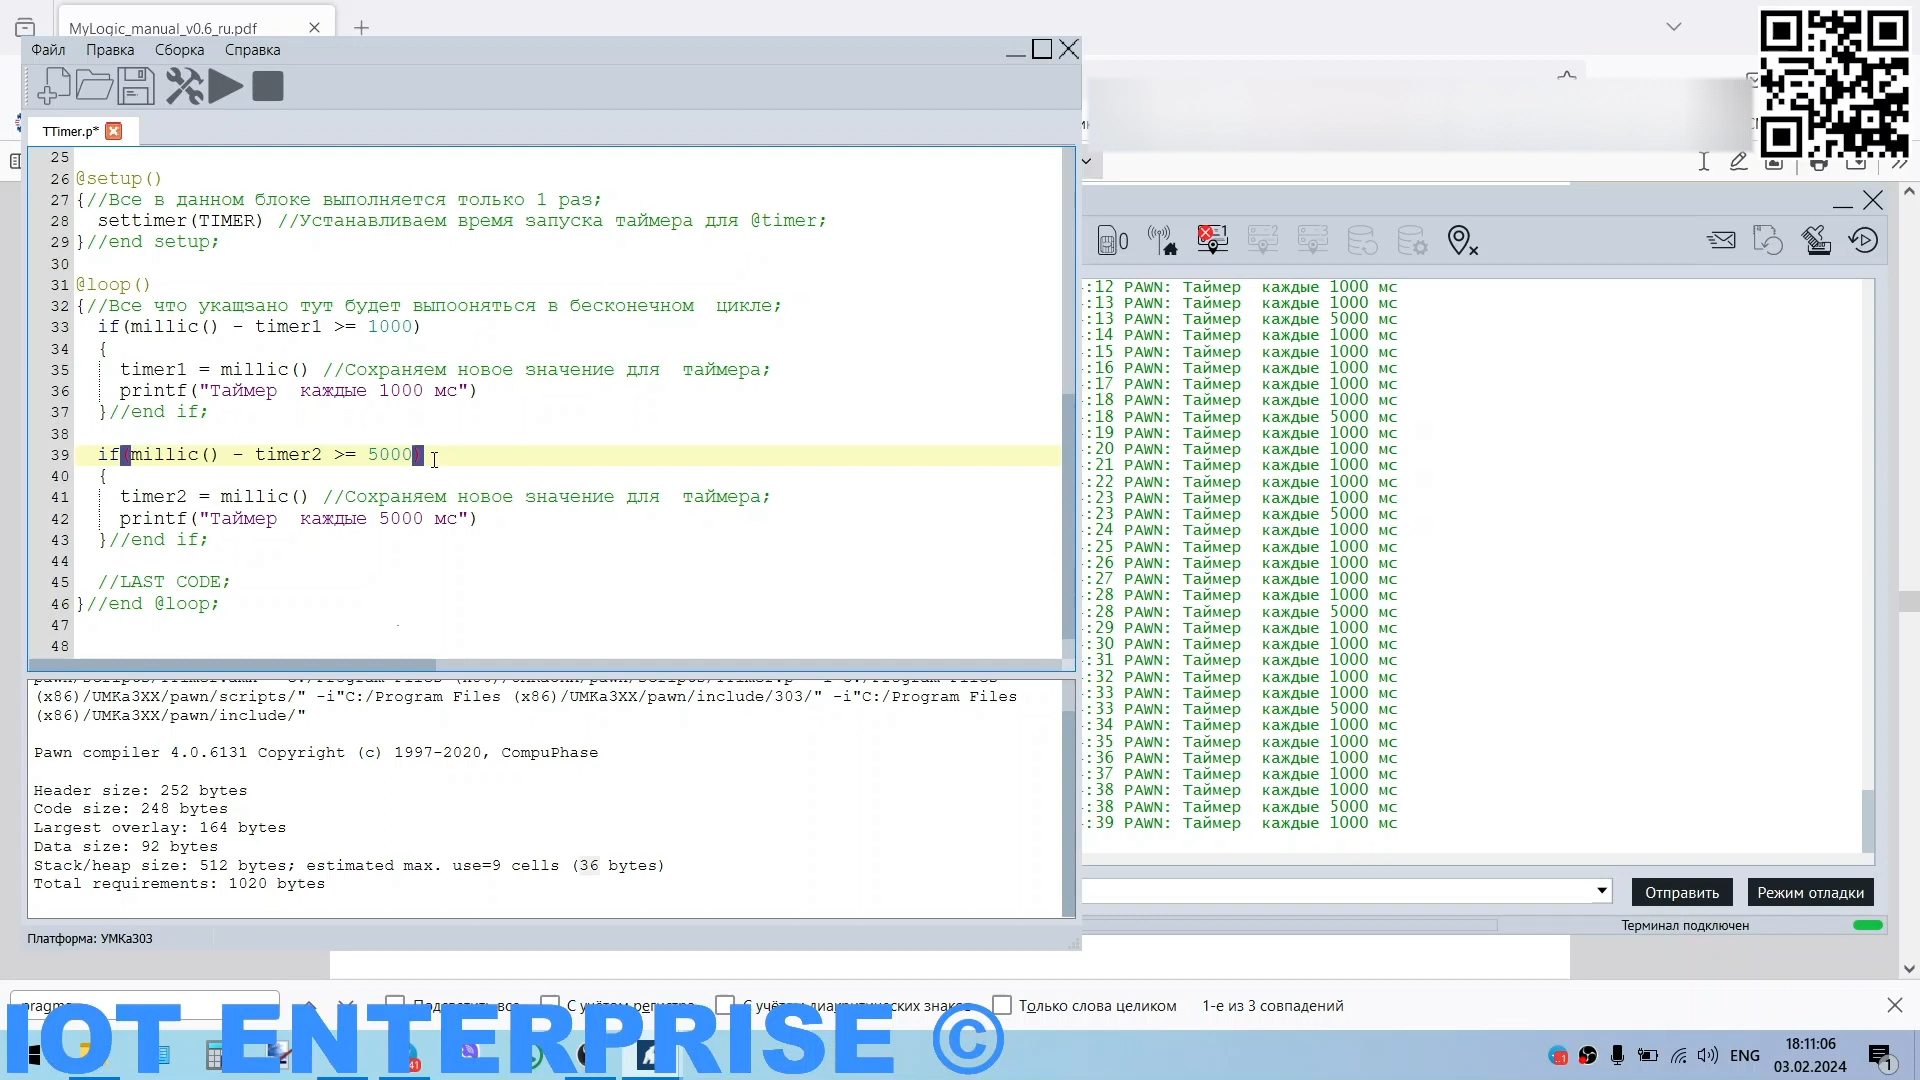 MyLogic_manual_v0.6_ru.pdf
Файл Правка Сборка Справка
TTimer.p*
25
26 @setup()
27 {//Все в данном блоке выполняется только 1 раз;
28 settimer(TIMER) //Устанавливаем время запуска таймера для @timer;
29 }//end setup;
30
31 @loop()
32 {//Все что укащзано тут будет выпооняться в бесконечном цикле;
33 if(millic() - timer1 >= 1000)
34 {
35 timer1 = millic() //Сохраняем новое значение для таймера;
36 printf("Таймер каждые 1000 мс")
37 }//end if;
38
39 if(millic() - timer2 >= 5000)
40 {
41 timer2 = millic() //Сохраняем новое значение для таймера;
42 printf("Таймер каждые 5000 мс")
43 }//end if;
44
45 //LAST CODE;
46 }//end @loop;
47
48
(x86)/UMKa3XX/pawn/scripts/" -i"C:/Program Files (x86)/UMKa3XX/pawn/include/303/" -i"C:/Program Files
(x86)/UMKa3XX/pawn/include/"
Pawn compiler 4.0.6131 Copyright (c) 1997-2020, CompuPhase
Header size: 252 bytes
Code size: 248 bytes
Largest overlay: 164 bytes
Data size: 92 bytes
Stack/heap size: 512 bytes; estimated max. use=9 cells (36 bytes)
Total requirements: 1020 bytes
Платформа: УМКа303
0 1 2 3
:12 PAWN: Таймер каждые 1000 мс
:13 PAWN: Таймер каждые 1000 мс
:13 PAWN: Таймер каждые 5000 мс
:14 PAWN: Таймер каждые 1000 мс
:15 PAWN: Таймер каждые 1000 мс
:16 PAWN: Таймер каждые 1000 мс
:17 PAWN: Таймер каждые 1000 мс
:18 PAWN: Таймер каждые 1000 мс
:18 PAWN: Таймер каждые 5000 мс
:19 PAWN: Таймер каждые 1000 мс
:20 PAWN: Таймер каждые 1000 мс
:21 PAWN: Таймер каждые 1000 мс
:22 PAWN: Таймер каждые 1000 мс
:23 PAWN: Таймер каждые 1000 мс
:23 PAWN: Таймер каждые 5000 мс
:24 PAWN: Таймер каждые 1000 мс
:25 PAWN: Таймер каждые 1000 мс
:26 PAWN: Таймер каждые 1000 мс
:27 PAWN: Таймер каждые 1000 мс
:28 PAWN: Таймер каждые 1000 мс
:28 PAWN: Таймер каждые 5000 мс
:29 PAWN: Таймер каждые 1000 мс
:30 PAWN: Таймер каждые 1000 мс
:31 PAWN: Таймер каждые 1000 мс
:32 PAWN: Таймер каждые 1000 мс
:33 PAWN: Таймер каждые 1000 мс
:33 PAWN: Таймер каждые 5000 мс
:34 PAWN: Таймер каждые 1000 мс
:35 PAWN: Таймер каждые 1000 мс
:36 PAWN: Таймер каждые 1000 мс
:37 PAWN: Таймер каждые 1000 мс
:38 PAWN: Таймер каждые 1000 мс
:38 PAWN: Таймер каждые 5000 мс
:39 PAWN: Таймер каждые 1000 мс
Отправить Режим отладки
Терминал подключен
Только слова целиком 1-е из 3 совпадений
IOT ENTERPRISE ©
ENG
18:11:06
03.02.2024
1